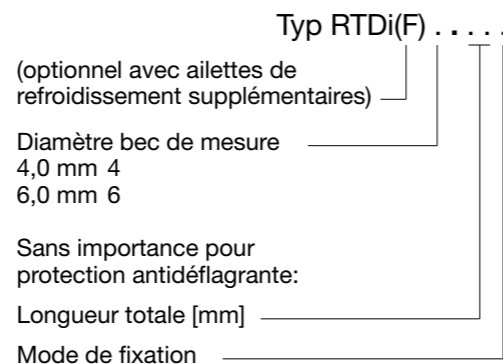 Typ RTDi(F) . . . . .
(optionnel avec ailettes de
refroidissement supplémentaires)
Diamètre bec de mesure
4,0 mm 4
6,0 mm 6
Sans importance pour
protection antidéflagrante:
Longueur totale [mm]
Mode de fixation